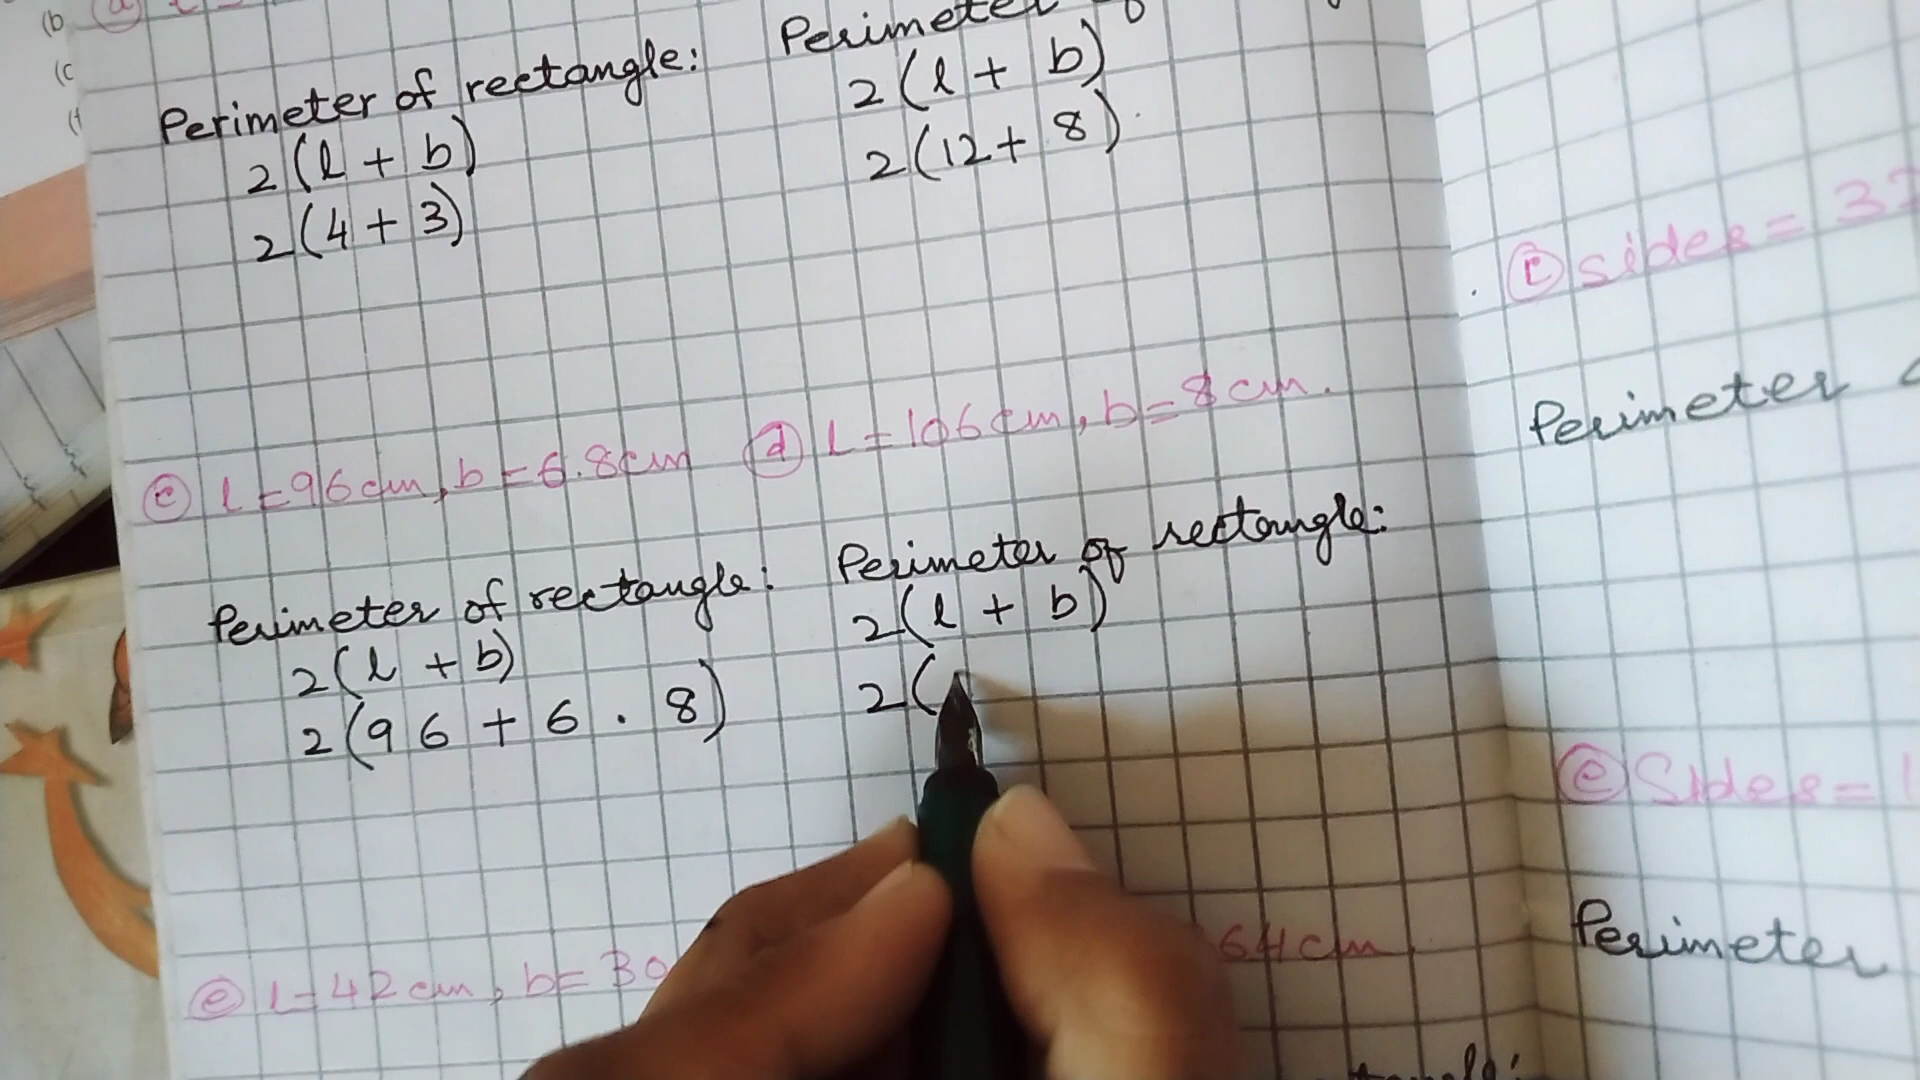 (b
(c
Perimeter of rectangle:
2(l + b)
2(4 + 3)
Perimeter
2(l + b)
2(12 + 8)
c l = 96 cm, b = 6.8 cm
d l = 106 cm, b = 8 cm.
Perimeter of rectangle:
2(l + b)
2(96 + 6.8)
Perimeter of rectangle:
2(l + b)
2(
e l = 42 cm, b = 30
64 cm
c sides = 3
Perimeter
e Sides = 1
Perimeter